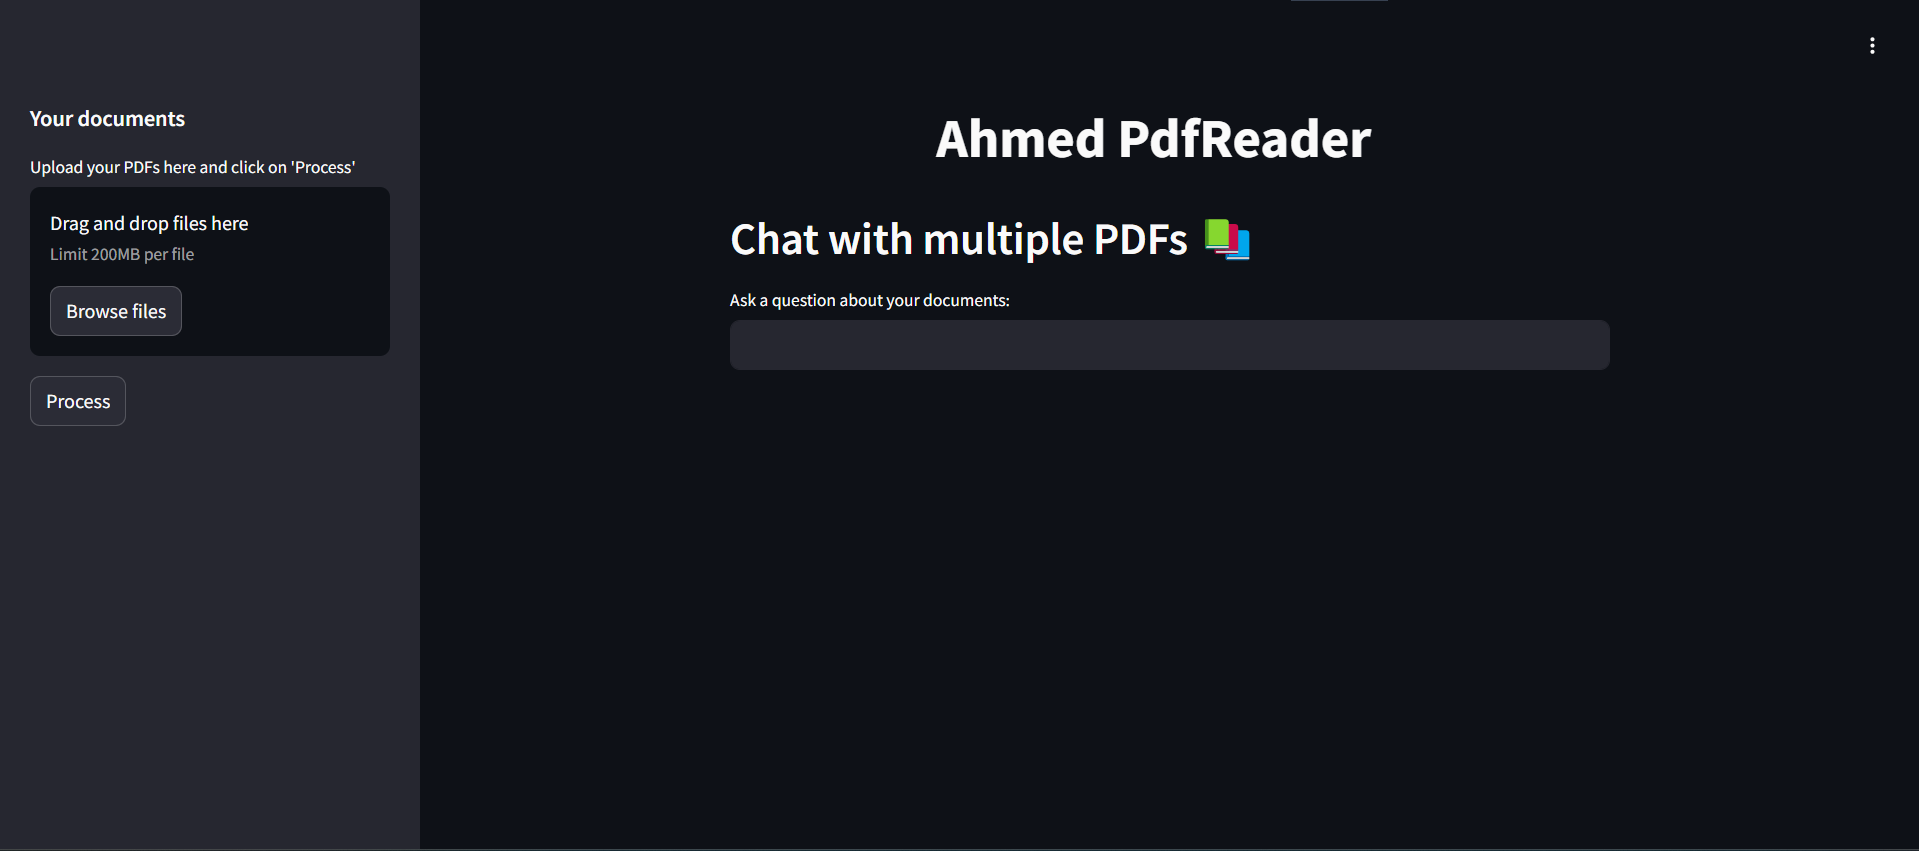 Your documents
Upload your PDFs here and click on 'Process'
Drag and drop files here
Limit 200MB per file
Browse files
Process
Ahmed PdfReader
Chat with multiple PDFs
Ask a question about your documents: